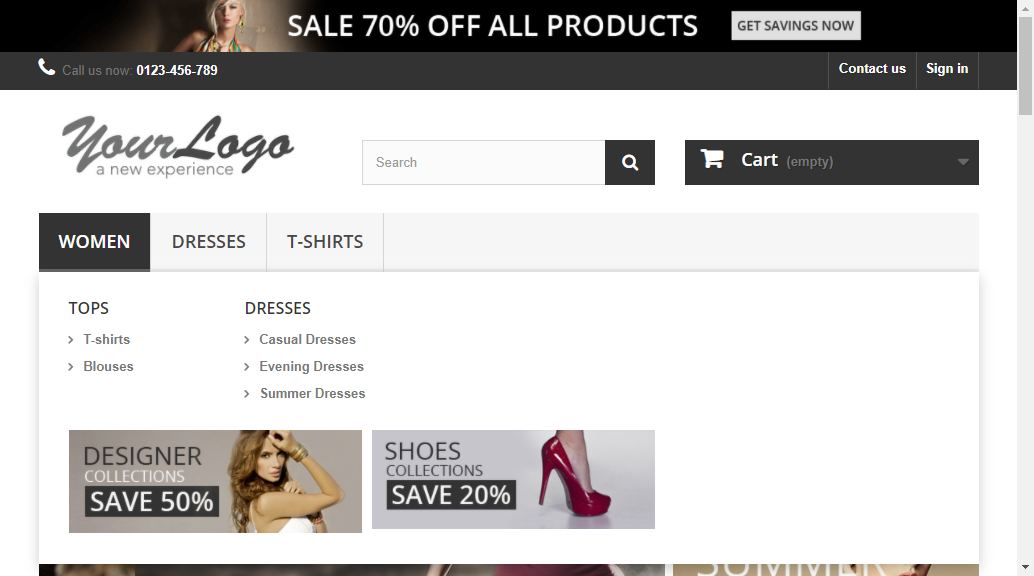 SALE 70% OFF ALL PRODUCTS GET SAVINGS NOW
Call us now: 0123-456-789 Contact us Sign in
YourLogo
a new experience
Search Cart (empty)
WOMEN DRESSES T-SHIRTS
TOPS DRESSES
T-shirts Casual Dresses
Blouses Evening Dresses
Summer Dresses
DESIGNER
COLLECTIONS
SAVE 50%
SHOES
COLLECTIONS
SAVE 20%
SUMMER